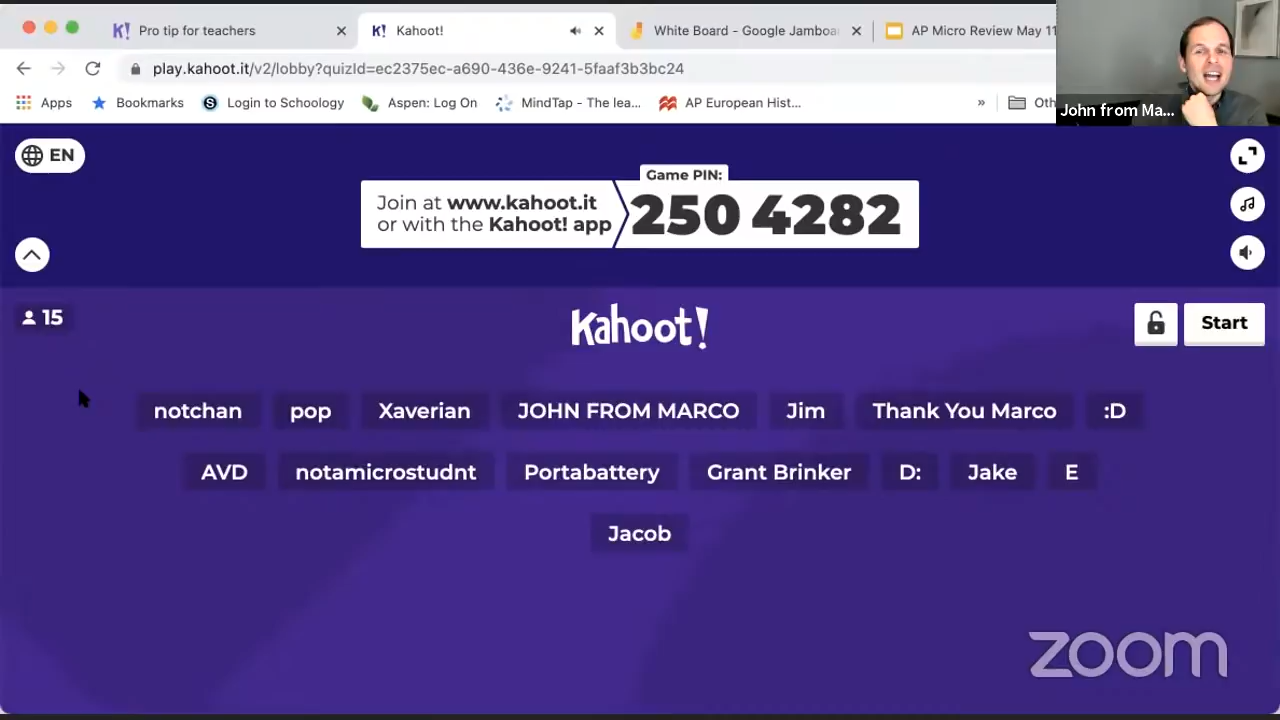 Pro tip for teachers
Kahoot!
White Board - Google Jamboa
AP Micro Review May 11
play.kahoot.it/v2/lobby?quizId=ec2375ec-a690-436e-9241-5faaf3b3bc24
Apps Bookmarks Login to Schoology Aspen: Log On MindTap - The lea... AP European Hist... » Oth
John from Ma...
EN
Game PIN:
Join at www.kahoot.it
or with the Kahoot! app
250 4282
15
Kahoot!
Start
notchan pop Xaverian JOHN FROM MARCO Jim Thank You Marco :D
AVD notamicrostudnt Portabattery Grant Brinker D: Jake E
Jacob
zoom